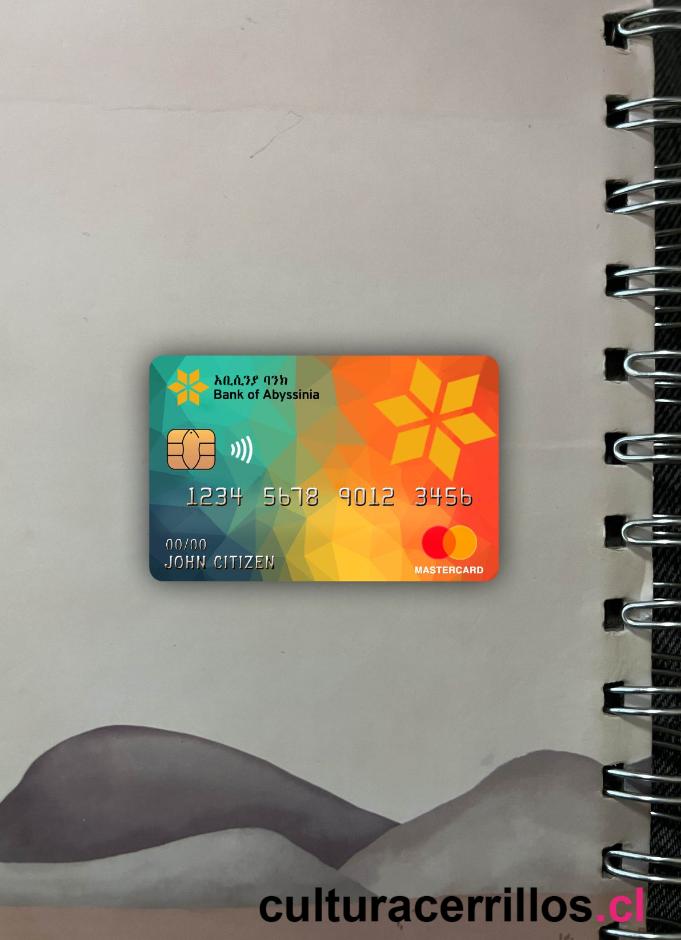 አቢሲንያ ባንክ
Bank of Abyssinia
1234 5678 9012 3456
00/00
JOHN CITIZEN
MASTERCARD
culturacerrillos.cl